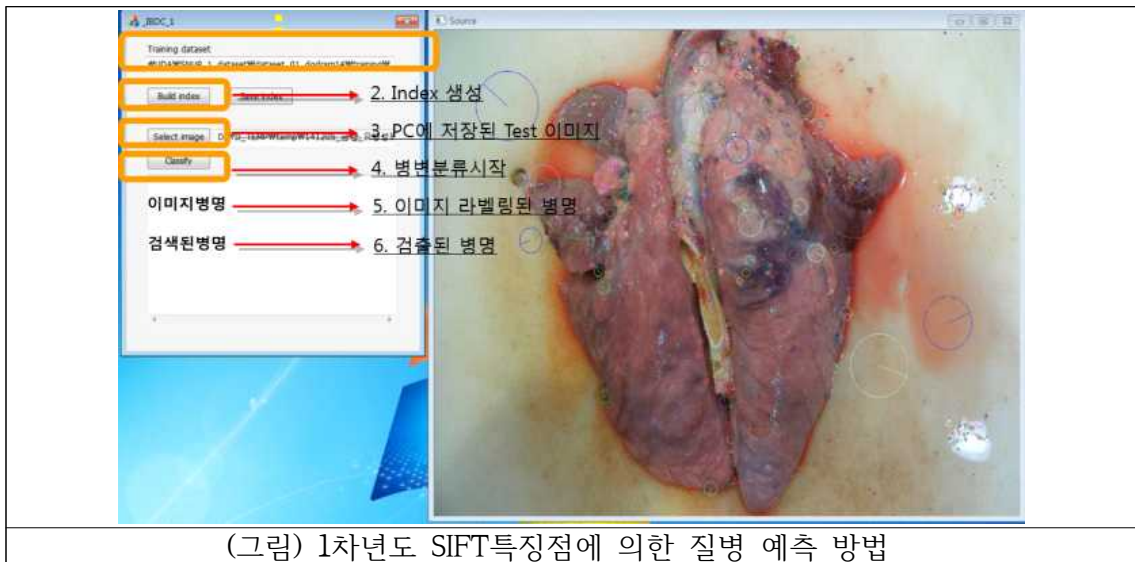 _BIDC_1
Source
Training dataset
Build index
Save index
2. Index 생성
Select image
3. PC에 저장된 Test 이미지
Classify
4. 병변분류시작
이미지병명
5. 이미지 라벨링된 병명
검색된병명
6. 검출된 병명
(그림) 1차년도 SIFT특징점에 의한 질병 예측 방법